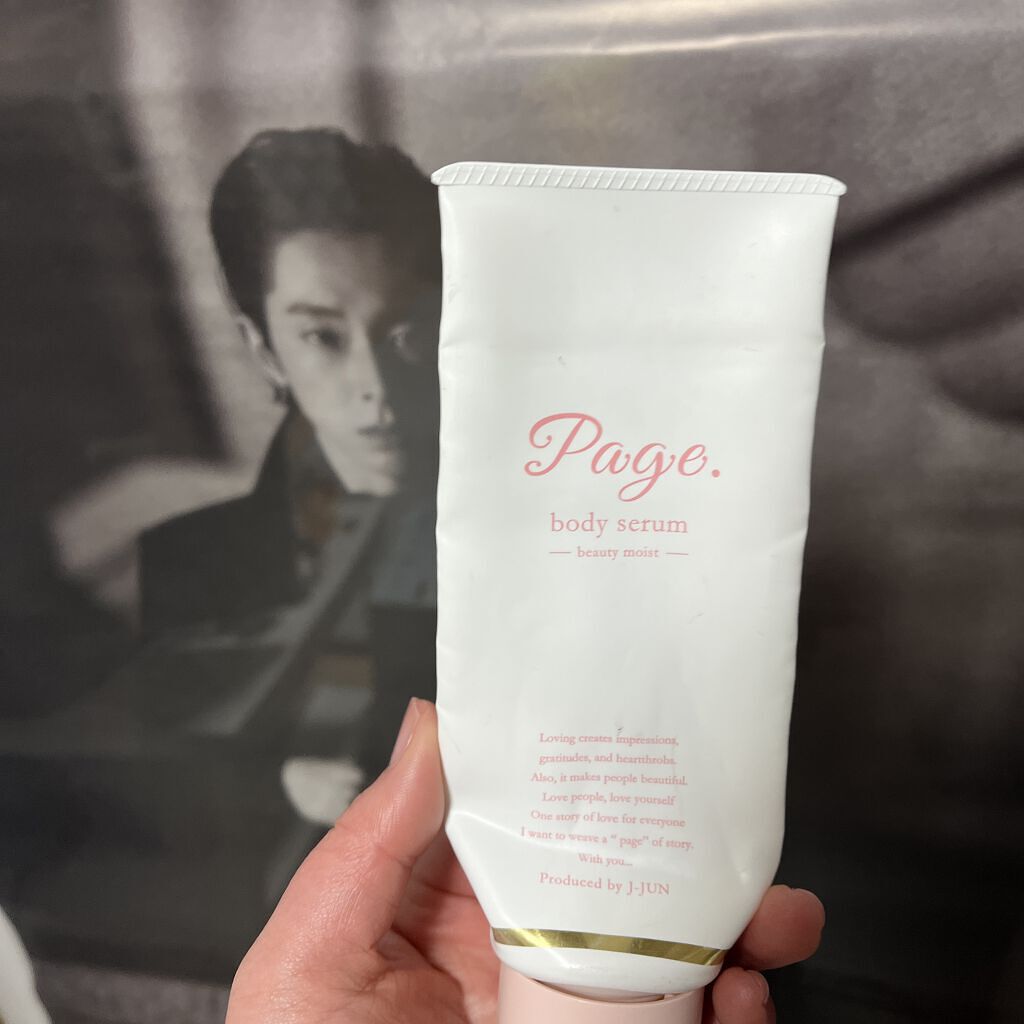 Page.
body serum
— beauty moist —
Loving creates impressions,
gratitudes, and heartthrobs.
Also, it makes people beautiful.
Love people, love yourself
One story of love for everyone
I want to weave a “ page” of story.
With you...
Produced by J-JUN